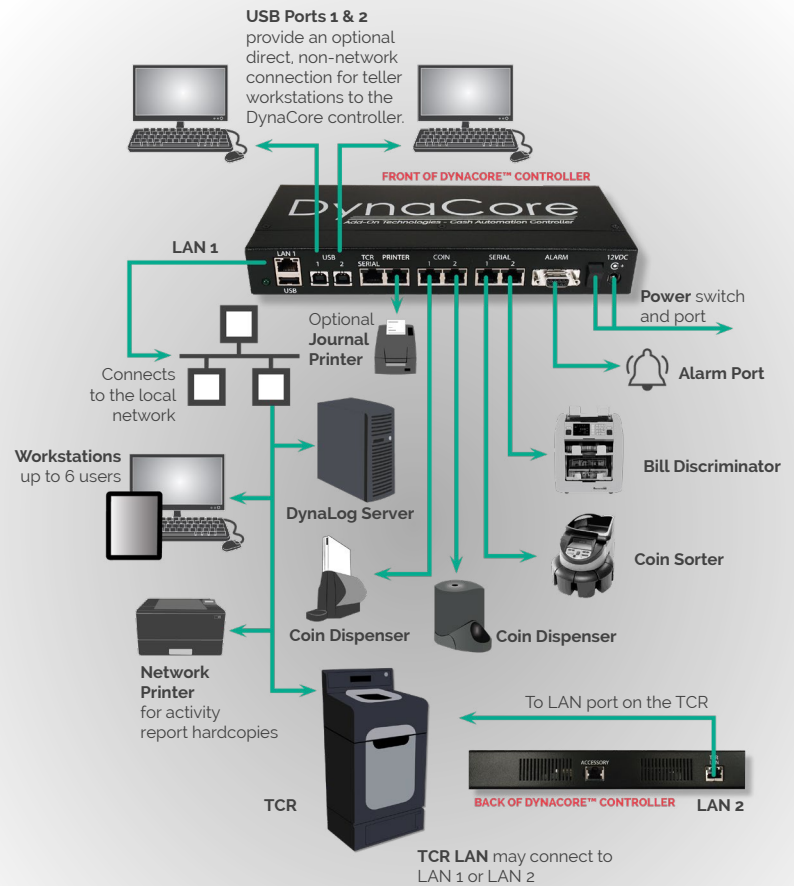 USB Ports 1 & 2
provide an optional
direct, non-network
connection for teller
workstations to the
DynaCore controller.
FRONT OF DYNACORE™ CONTROLLER
DynaCore
Add-On Technologies - Cash Automation Controller
LAN 1
LAN 1
USB
1 2
TCR
SERIAL
PRINTER
COIN
1 2
SERIAL
1 2
ALARM
12VDC
USB
Power switch
and port
Optional
Journal
Printer
Alarm Port
Connects
to the local
network
Workstations
up to 6 users
DynaLog Server
Bill Discriminator
Coin Sorter
Coin Dispenser
Coin Dispenser
Network
Printer
for activity
report hardcopies
To LAN port on the TCR
ACCESSORY
BACK OF DYNACORE™ CONTROLLER
LAN 2
TCR
TCR LAN may connect to
LAN 1 or LAN 2